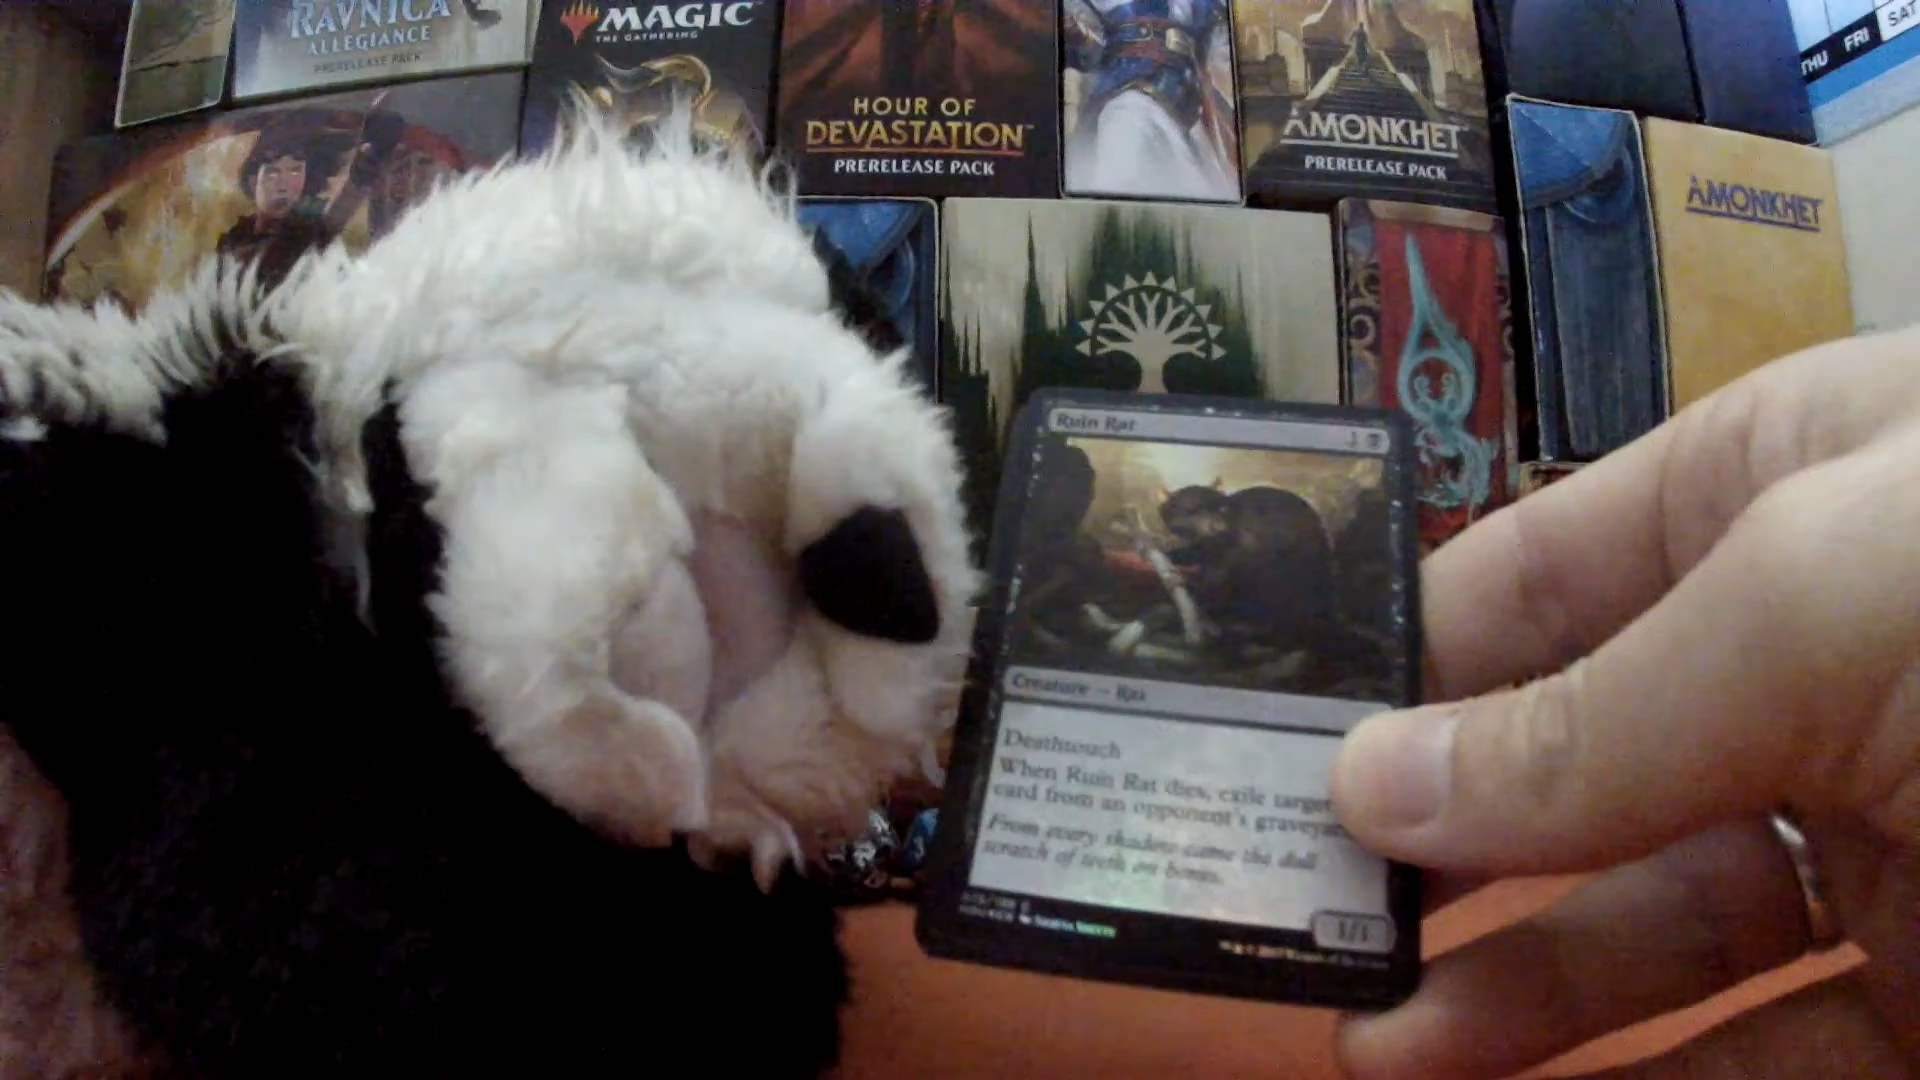 RAVNICA
ALLEGIANCE
PRERELEASE PACK
MAGIC
THE GATHERING
HOUR OF
DEVASTATION
PRERELEASE PACK
AMONKHET
PRERELEASE PACK
THU FRI SAT
AMONKHET
Ruin Rat 1
Creature — Rat
Deathtouch
When Ruin Rat dies, exile target
card from an opponent's graveyar
From every shadow came the dull
scratch of teeth on bones.
1/1